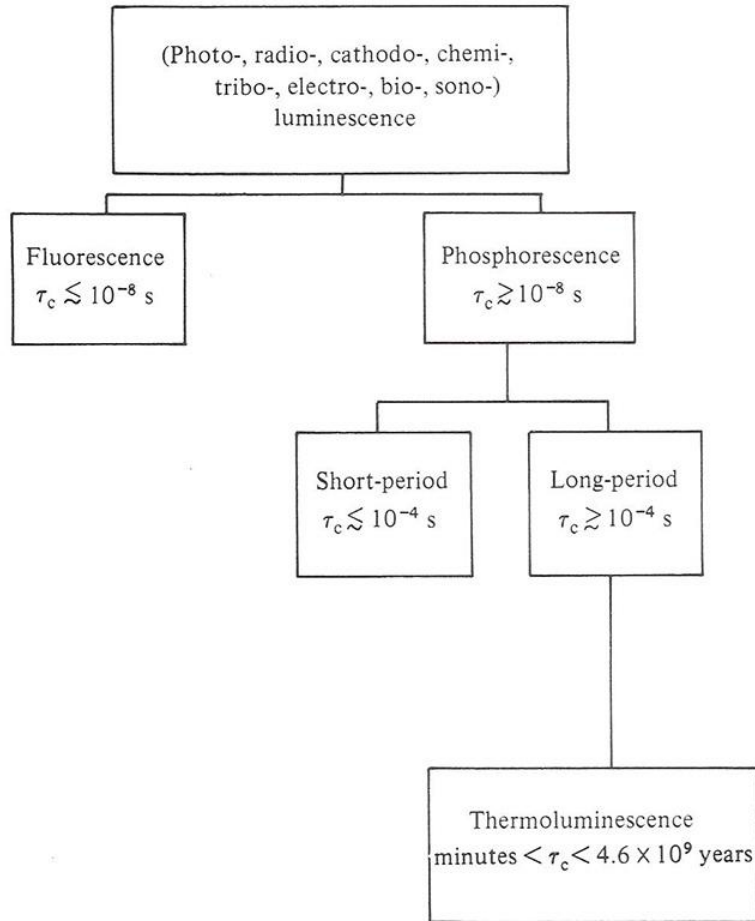 (Photo-, radio-, cathodo-, chemi-,
tribo-, electro-, bio-, sono-)
luminescence
Fluorescence
τc ≲ 10⁻⁸ s
Phosphorescence
τc ≳ 10⁻⁸ s
Short-period
τc ≲ 10⁻⁴ s
Long-period
τc ≳ 10⁻⁴ s
Thermoluminescence
minutes < τc < 4.6 × 10⁹ years